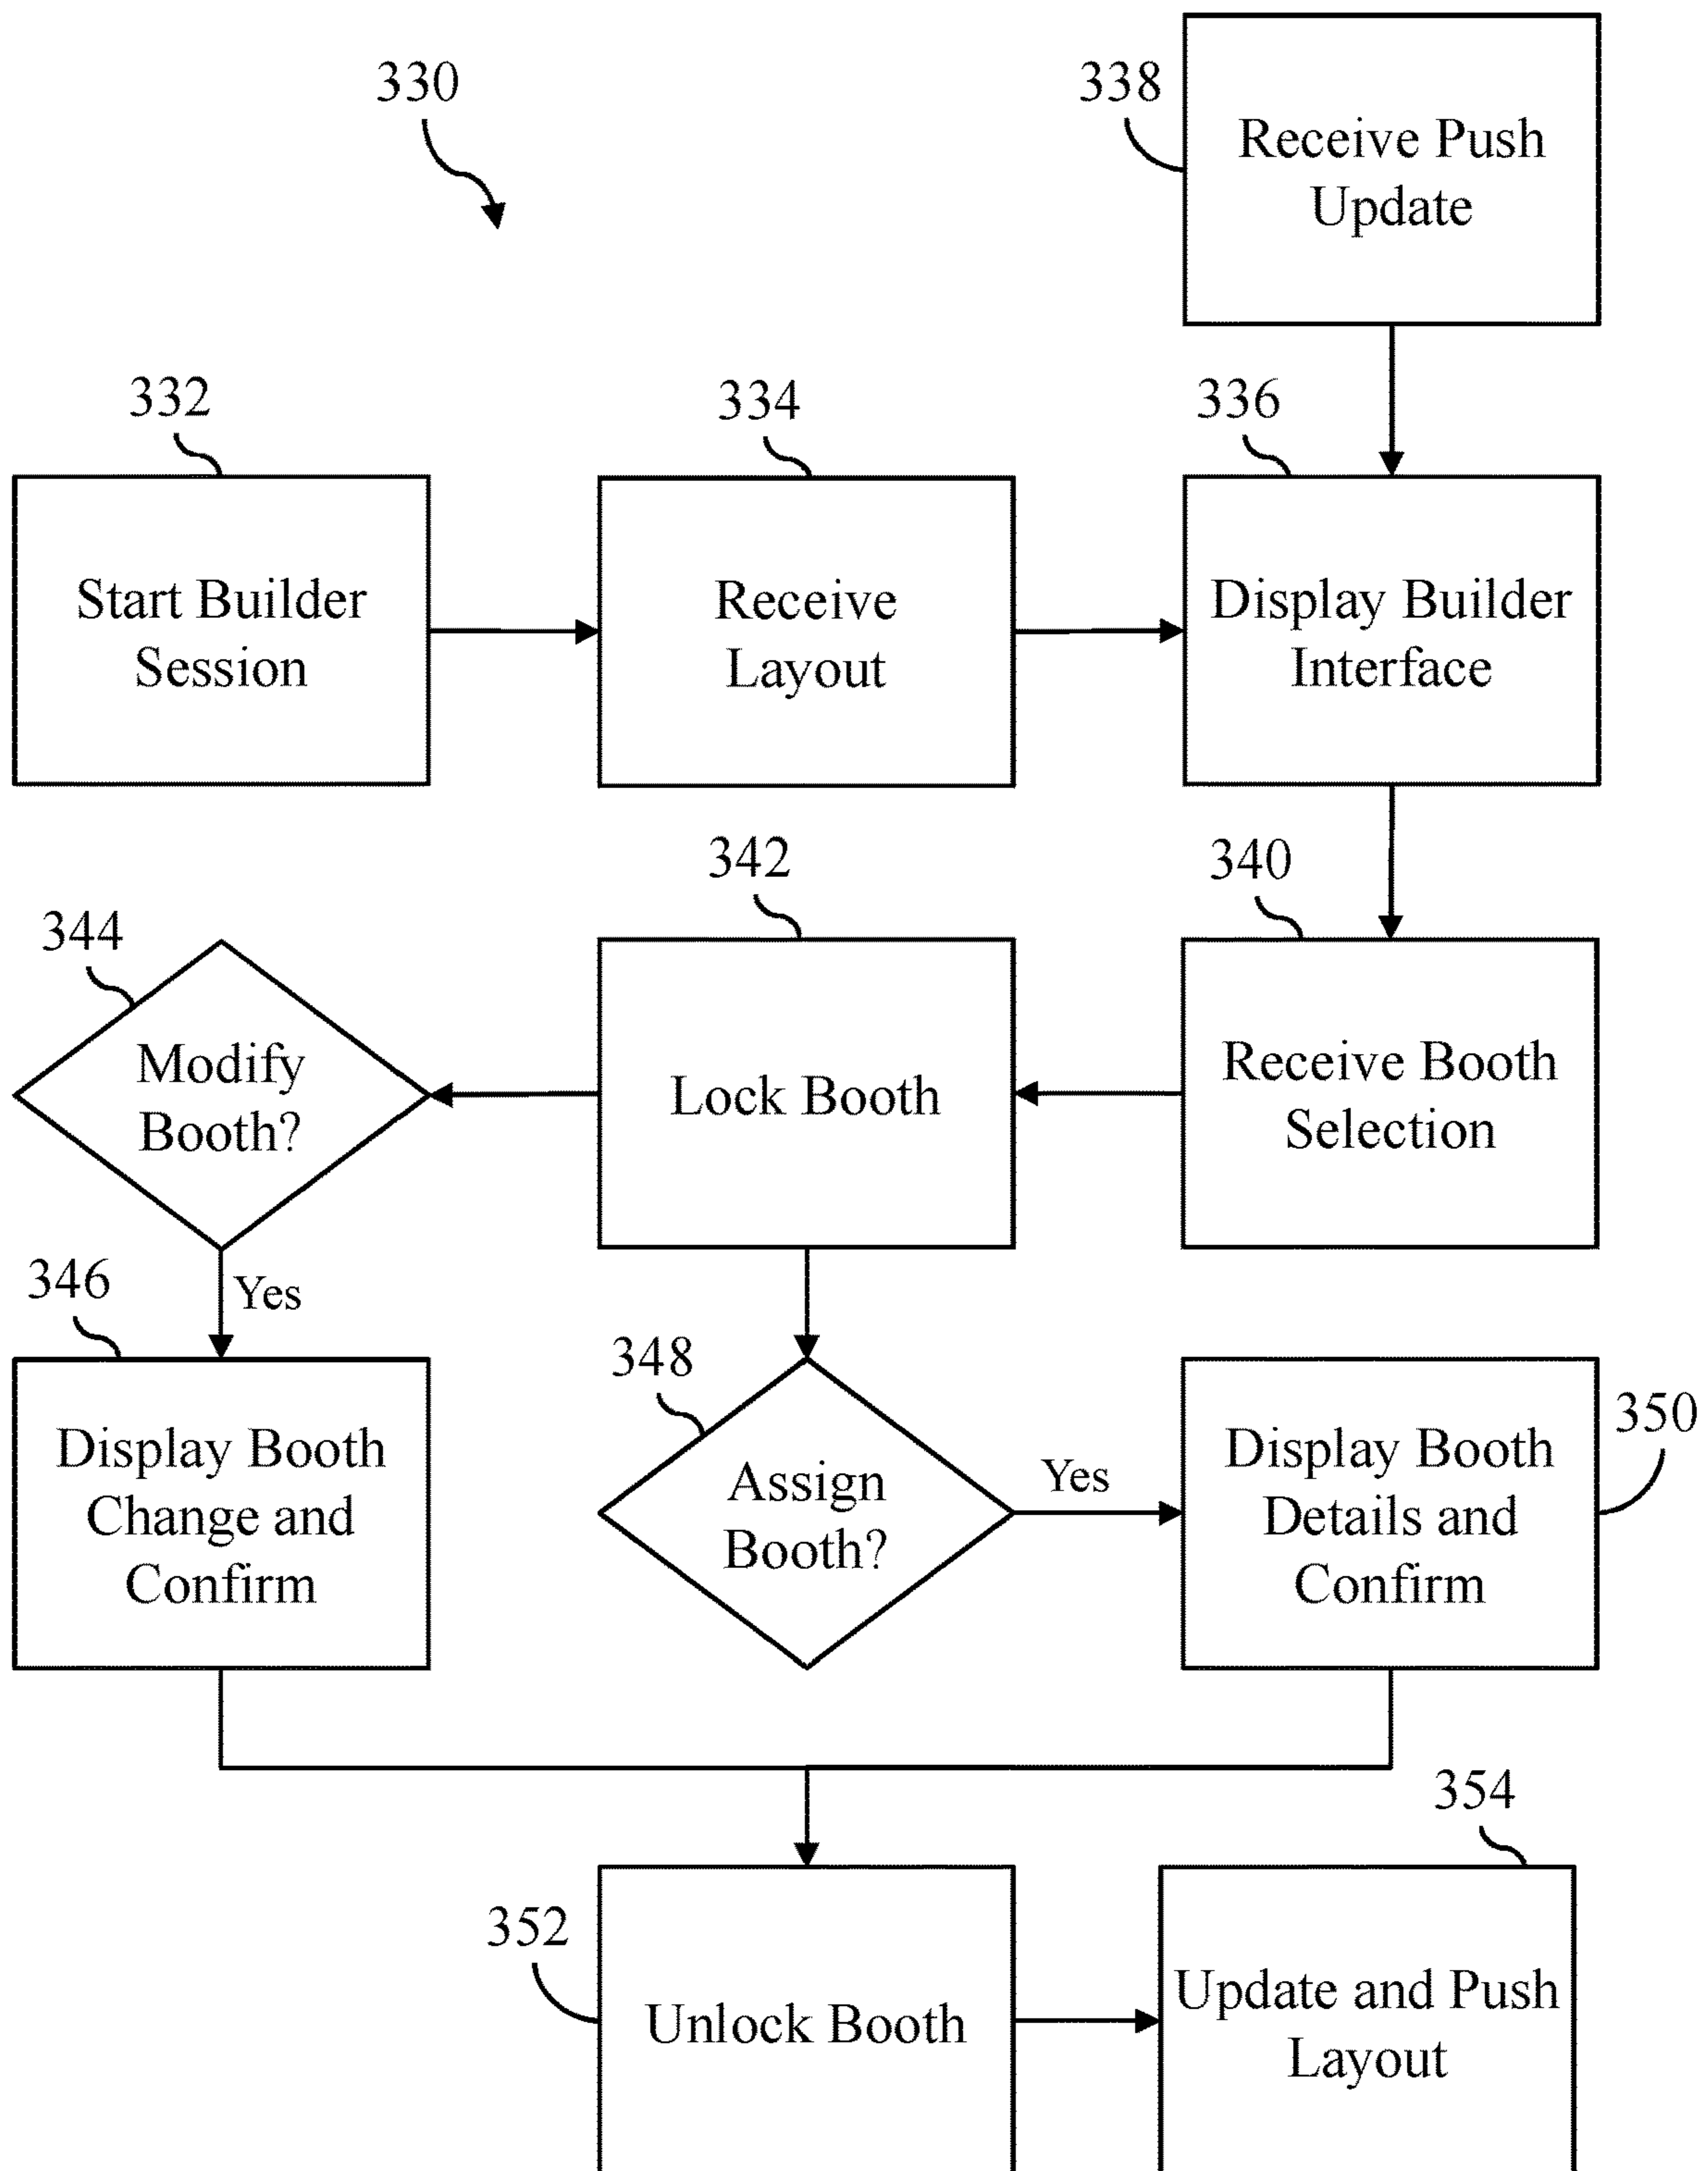 330
338
Receive Push
Update
332
334
336
Start Builder
Session
Receive
Layout
Display Builder
Interface
342
340
344
Modify
Booth?
Lock Booth
Receive Booth
Selection
346
Yes
348
350
Display Booth
Change and
Confirm
Assign
Booth?
Yes
Display Booth
Details and
Confirm
354
352
Unlock Booth
Update and Push
Layout